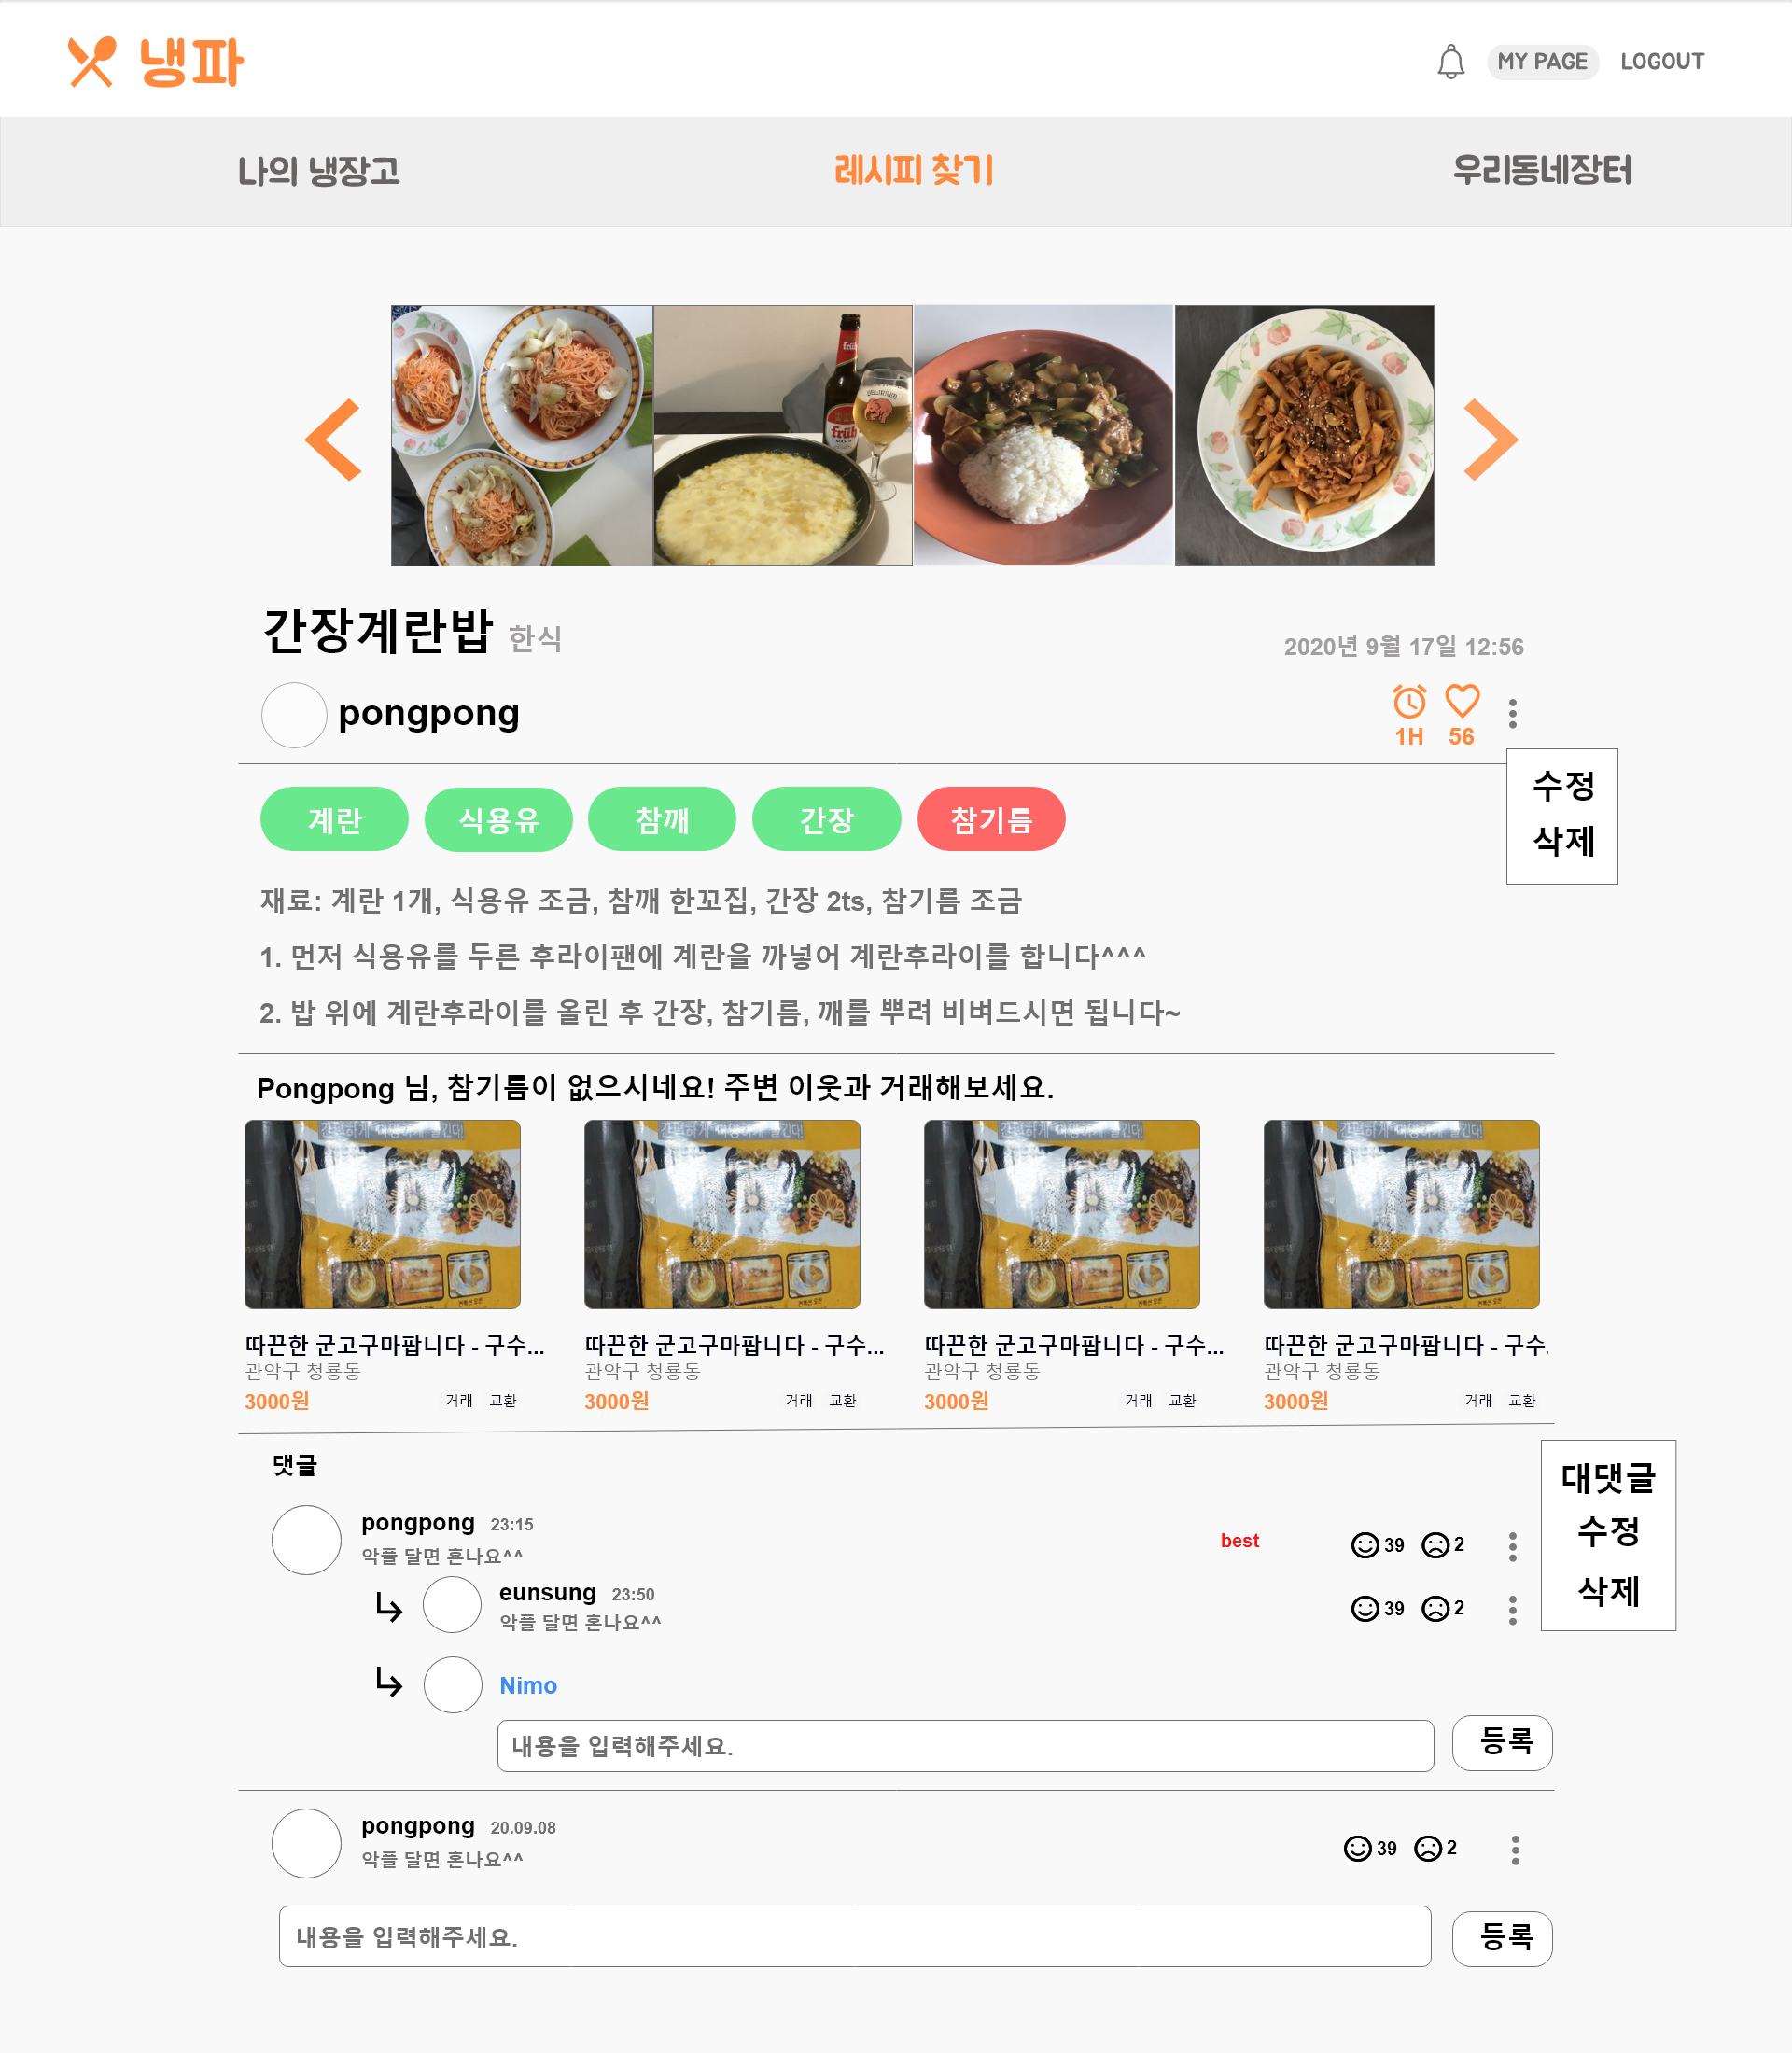 냉파
MY PAGE LOGOUT
나의 냉장고 레시피 찾기 우리동네장터
früh
früh
간장계란밥 한식
2020년 9월 17일 12:56
pongpong
1H 56
수정
삭제
계란 식용유 참깨 간장 참기름
재료: 계란 1개, 식용유 조금, 참깨 한꼬집, 간장 2ts, 참기름 조금
1. 먼저 식용유를 두른 후라이팬에 계란을 까넣어 계란후라이를 합니다^^^
2. 밥 위에 계란후라이를 올린 후 간장, 참기름, 깨를 뿌려 비벼드시면 됩니다~
Pongpong 님, 참기름이 없으시네요! 주변 이웃과 거래해보세요.
따끈한 군고구마팝니다 - 구수... 따끈한 군고구마팝니다 - 구수... 따끈한 군고구마팝니다 - 구수... 따끈한 군고구마팝니다 - 구수.
관악구 청룡동 관악구 청룡동 관악구 청룡동 관악구 청룡동
3000원 거래 교환 3000원 거래 교환 3000원 거래 교환 3000원 거래 교환
댓글
대댓글
수정
삭제
pongpong 23:15
악플 달면 혼나요^^
best 39 2
eunsung 23:50
악플 달면 혼나요^^
39 2
Nimo
내용을 입력해주세요. 등록
pongpong 20.09.08
악플 달면 혼나요^^
39 2
내용을 입력해주세요. 등록